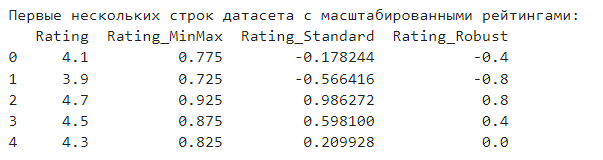 Первые нескольких строк датасета с масштабированными рейтингами:
Rating Rating_MinMax Rating_Standard Rating_Robust
0 4.1 0.775 -0.178244 -0.4
1 3.9 0.725 -0.566416 -0.8
2 4.7 0.925 0.986272 0.8
3 4.5 0.875 0.598100 0.4
4 4.3 0.825 0.209928 0.0